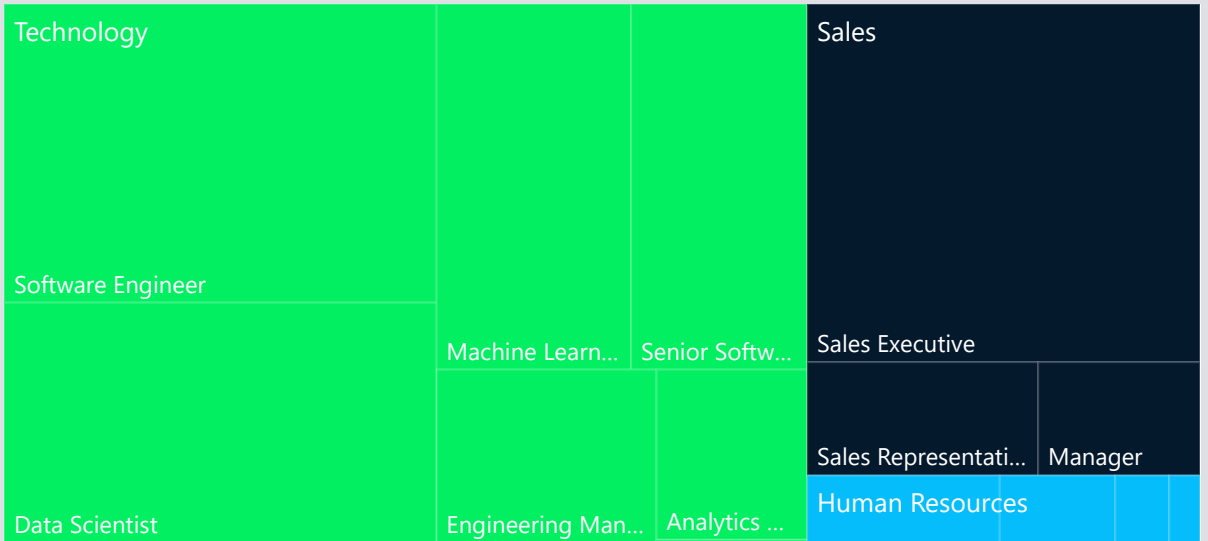 Technology
Software Engineer
Data Scientist
Machine Learn...
Senior Softw...
Engineering Man...
Analytics ...
Sales
Sales Executive
Sales Representati...
Manager
Human Resources